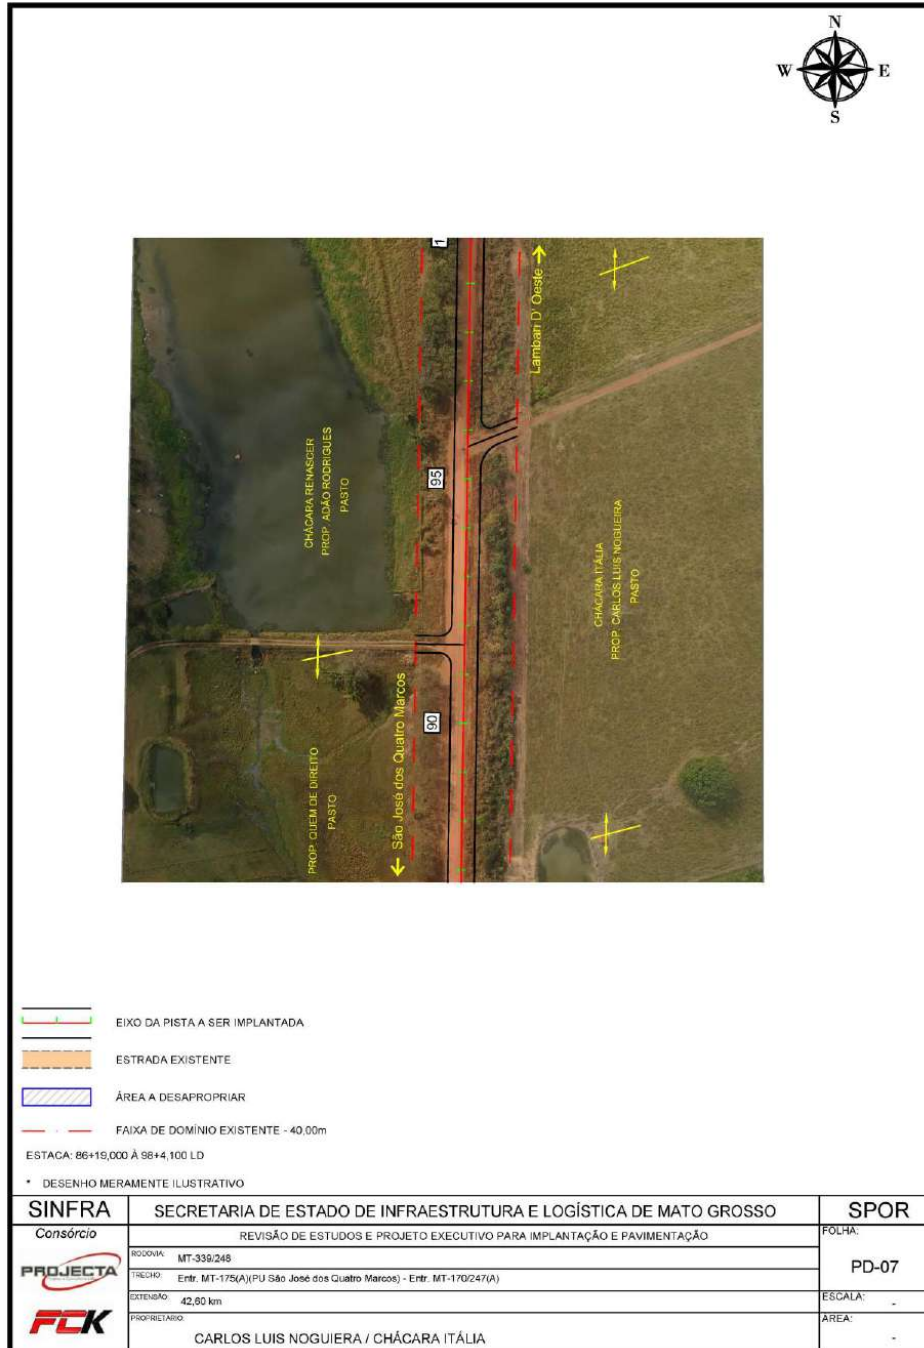 N
W E
S
1
Lambari D' Oeste
CHÁCARA RENASCER
PROP. ADÃO RODRIGUES
PASTO
95
CHÁCARA ITÁLIA
PROP. CARLOS LUIS NOGUEIRA
PASTO
São José dos Quatro Marcos
90
PROP. QUEM DE DIREITO
PASTO
EIXO DA PISTA A SER IMPLANTADA
ESTRADA EXISTENTE
ÁREA A DESAPROPRIAR
FAIXA DE DOMÍNIO EXISTENTE - 40,00m
ESTACA: 86+19,000 À 98+4,100 LD
* DESENHO MERAMENTE ILUSTRATIVO
SINFRA
SECRETARIA DE ESTADO DE INFRAESTRUTURA E LOGÍSTICA DE MATO GROSSO
SPOR
Consórcio
PROJECTA
FCK
REVISÃO DE ESTUDOS E PROJETO EXECUTIVO PARA IMPLANTAÇÃO E PAVIMENTAÇÃO
RODOVIA: MT-339/248
TRECHO: Entr. MT-175(A)(PU São José dos Quatro Marcos) - Entr. MT-170/247(A)
EXTENSÃO: 42,60 km
PROPRIETARIO:
CARLOS LUIS NOGUIERA / CHÁCARA ITÁLIA
FOLHA:
PD-07
ESCALA:
-
ÁREA:
-